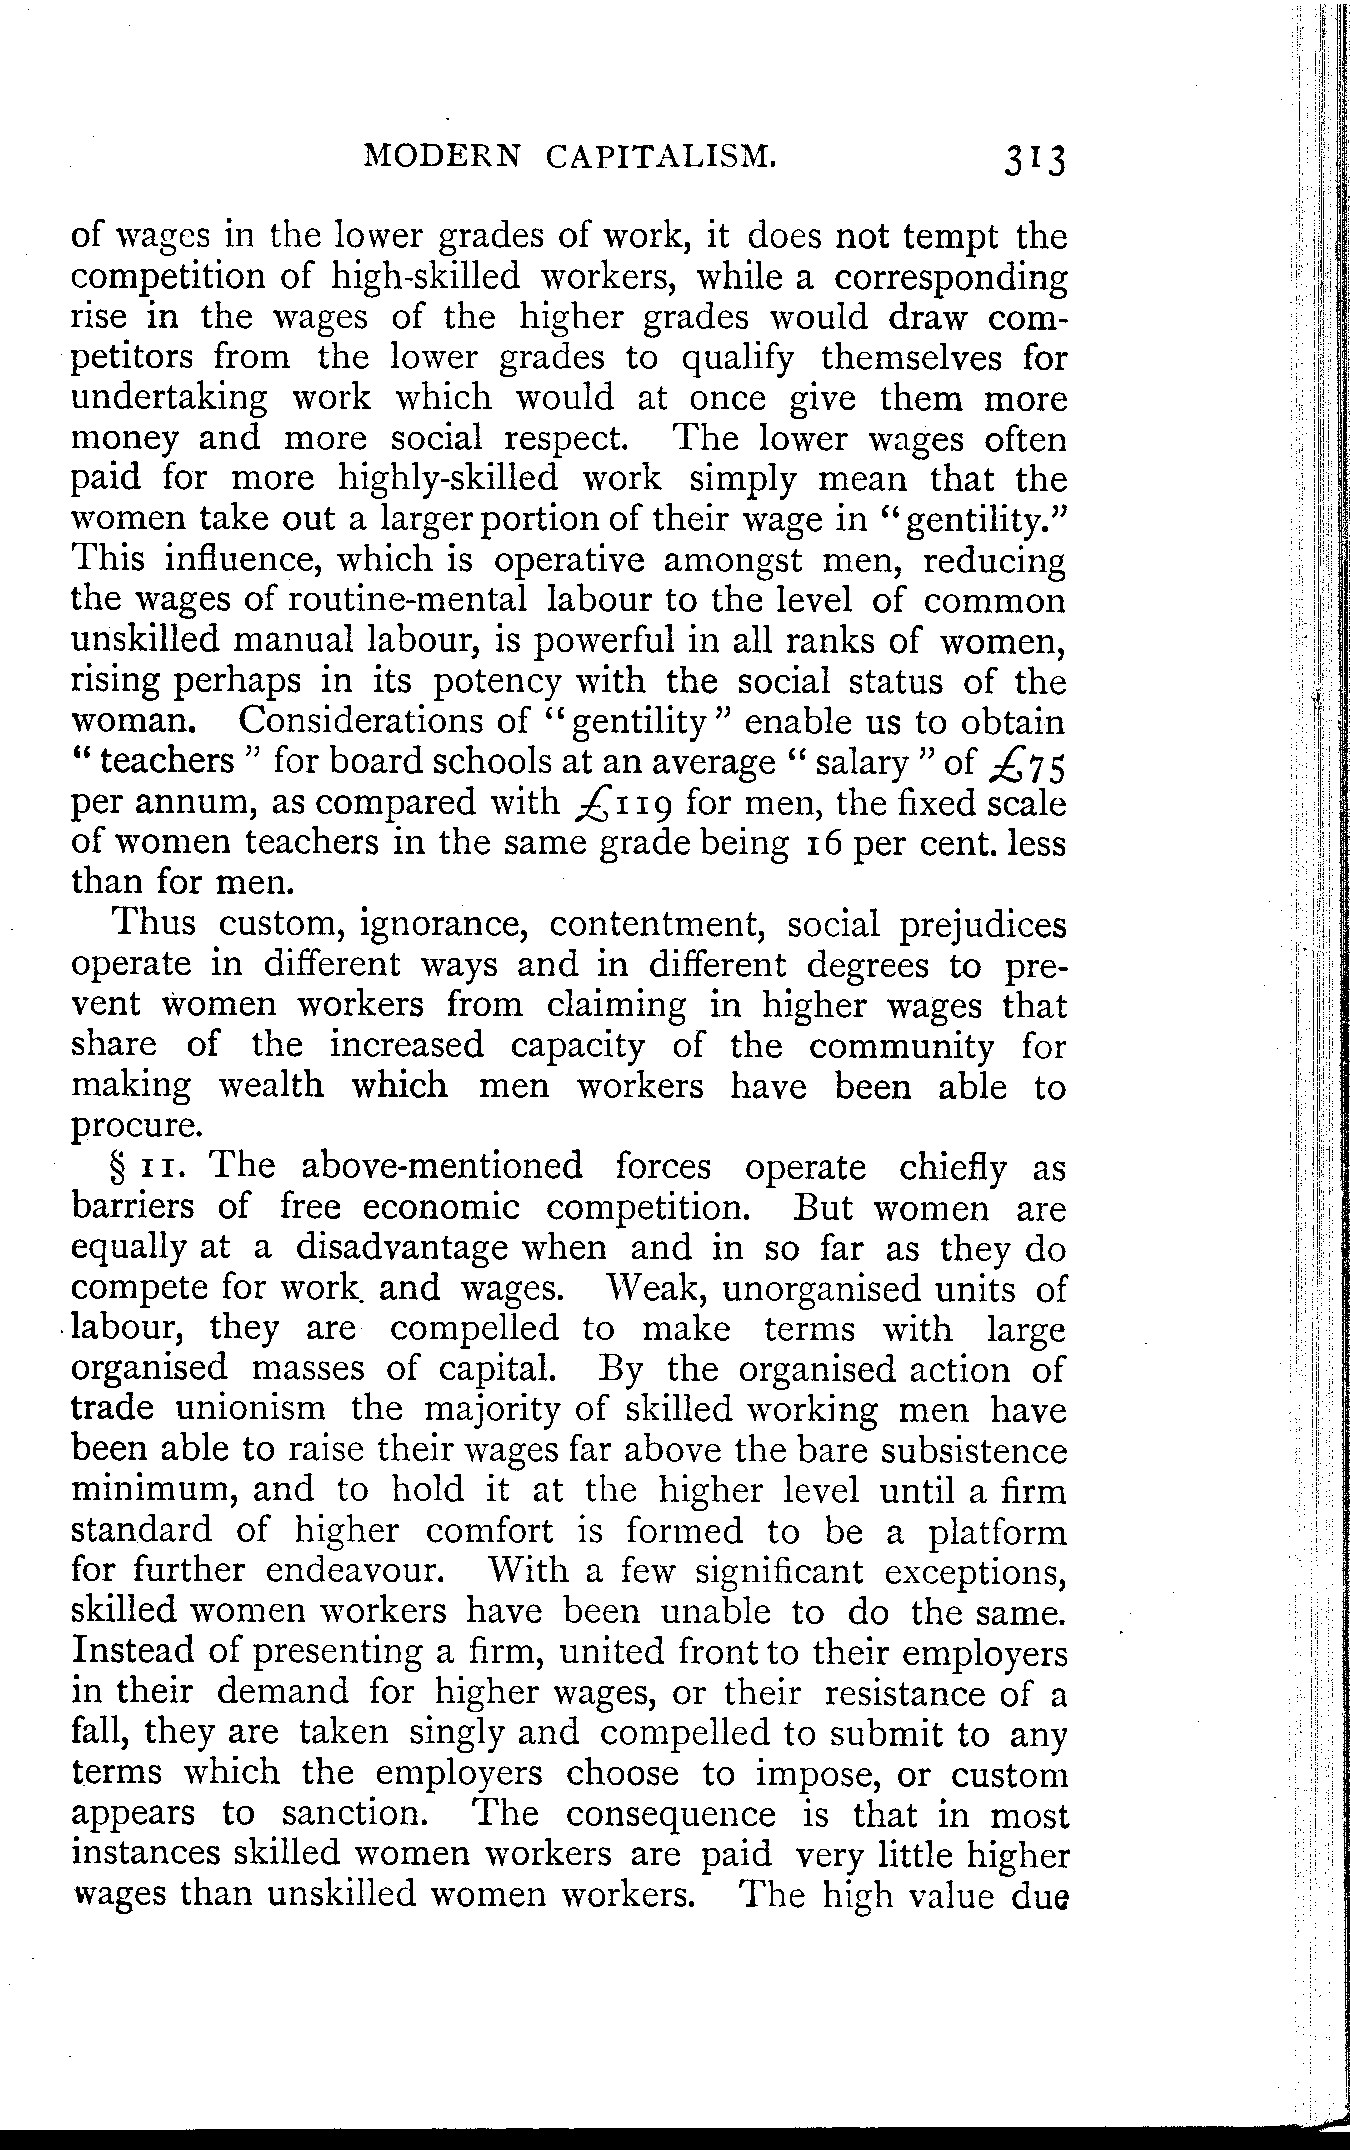 MODERN CAPITALISM. 313
of wages in the lower grades of work, it does not tempt the
competition of high-skilled workers, while a corresponding
rise in the wages of the higher grades would draw com-
petitors from the lower grades to qualify themselves for
undertaking work which would at once give them more
money and more social respect. The lower wages often
paid for more highly-skilled work simply mean that the
women take out a larger portion of their wage in “gentility.”
This influence, which is operative amongst men, reducing
the wages of routine-mental labour to the level of common
unskilled manual labour, is powerful in all ranks of women,
rising perhaps in its potency with the social status of the
woman. Considerations of “gentility” enable us to obtain
“teachers” for board schools at an average “salary” of £75
per annum, as compared with £119 for men, the fixed scale
of women teachers in the same grade being 16 per cent. less
than for men.
Thus custom, ignorance, contentment, social prejudices
operate in different ways and in different degrees to pre-
vent women workers from claiming in higher wages that
share of the increased capacity of the community for
making wealth which men workers have been able to
procure.
§ 11. The above-mentioned forces operate chiefly as
barriers of free economic competition. But women are
equally at a disadvantage when and in so far as they do
compete for work and wages. Weak, unorganised units of
labour, they are compelled to make terms with large
organised masses of capital. By the organised action of
trade unionism the majority of skilled working men have
been able to raise their wages far above the bare subsistence
minimum, and to hold it at the higher level until a firm
standard of higher comfort is formed to be a platform
for further endeavour. With a few significant exceptions,
skilled women workers have been unable to do the same.
Instead of presenting a firm, united front to their employers
in their demand for higher wages, or their resistance of a
fall, they are taken singly and compelled to submit to any
terms which the employers choose to impose, or custom
appears to sanction. The consequence is that in most
instances skilled women workers are paid very little higher
wages than unskilled women workers. The high value due